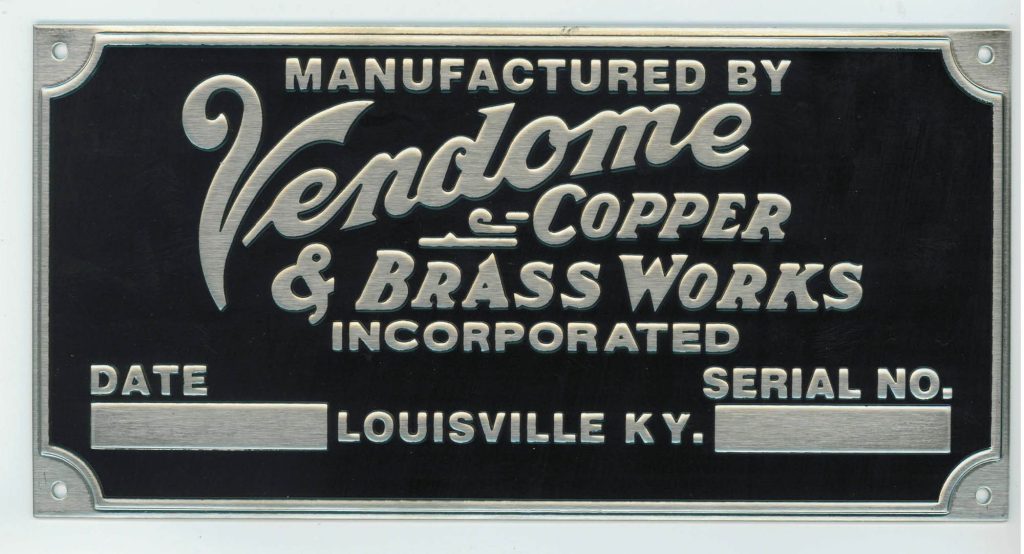 MANUFACTURED BY
Vendome
COPPER
& BRASS WORKS
INCORPORATED
DATE
SERIAL NO.
LOUISVILLE KY.